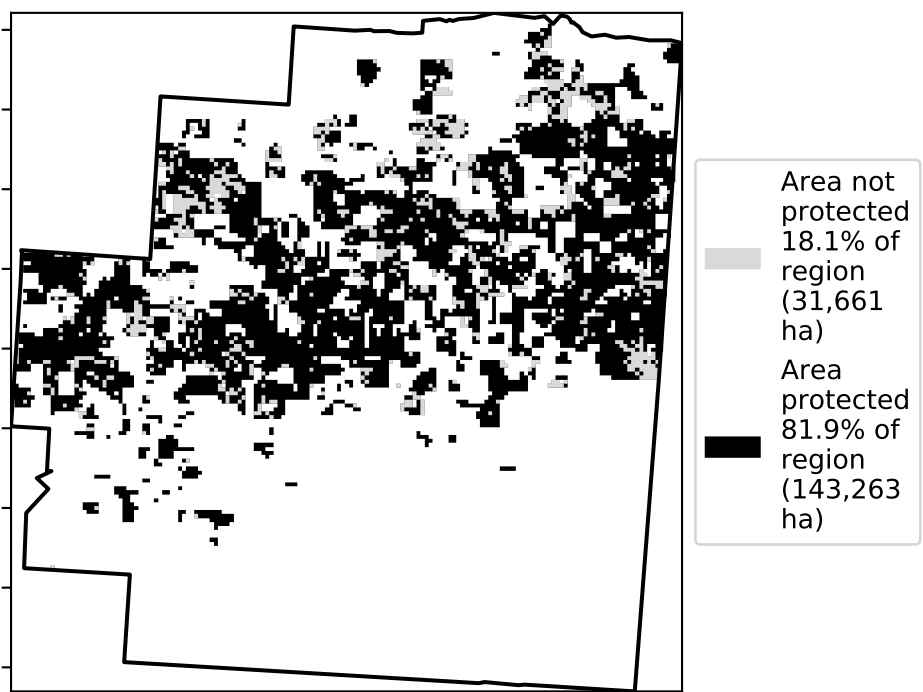 Area not
protected
18.1% of
region
(31,661
ha)
Area
protected
81.9% of
region
(143,263
ha)